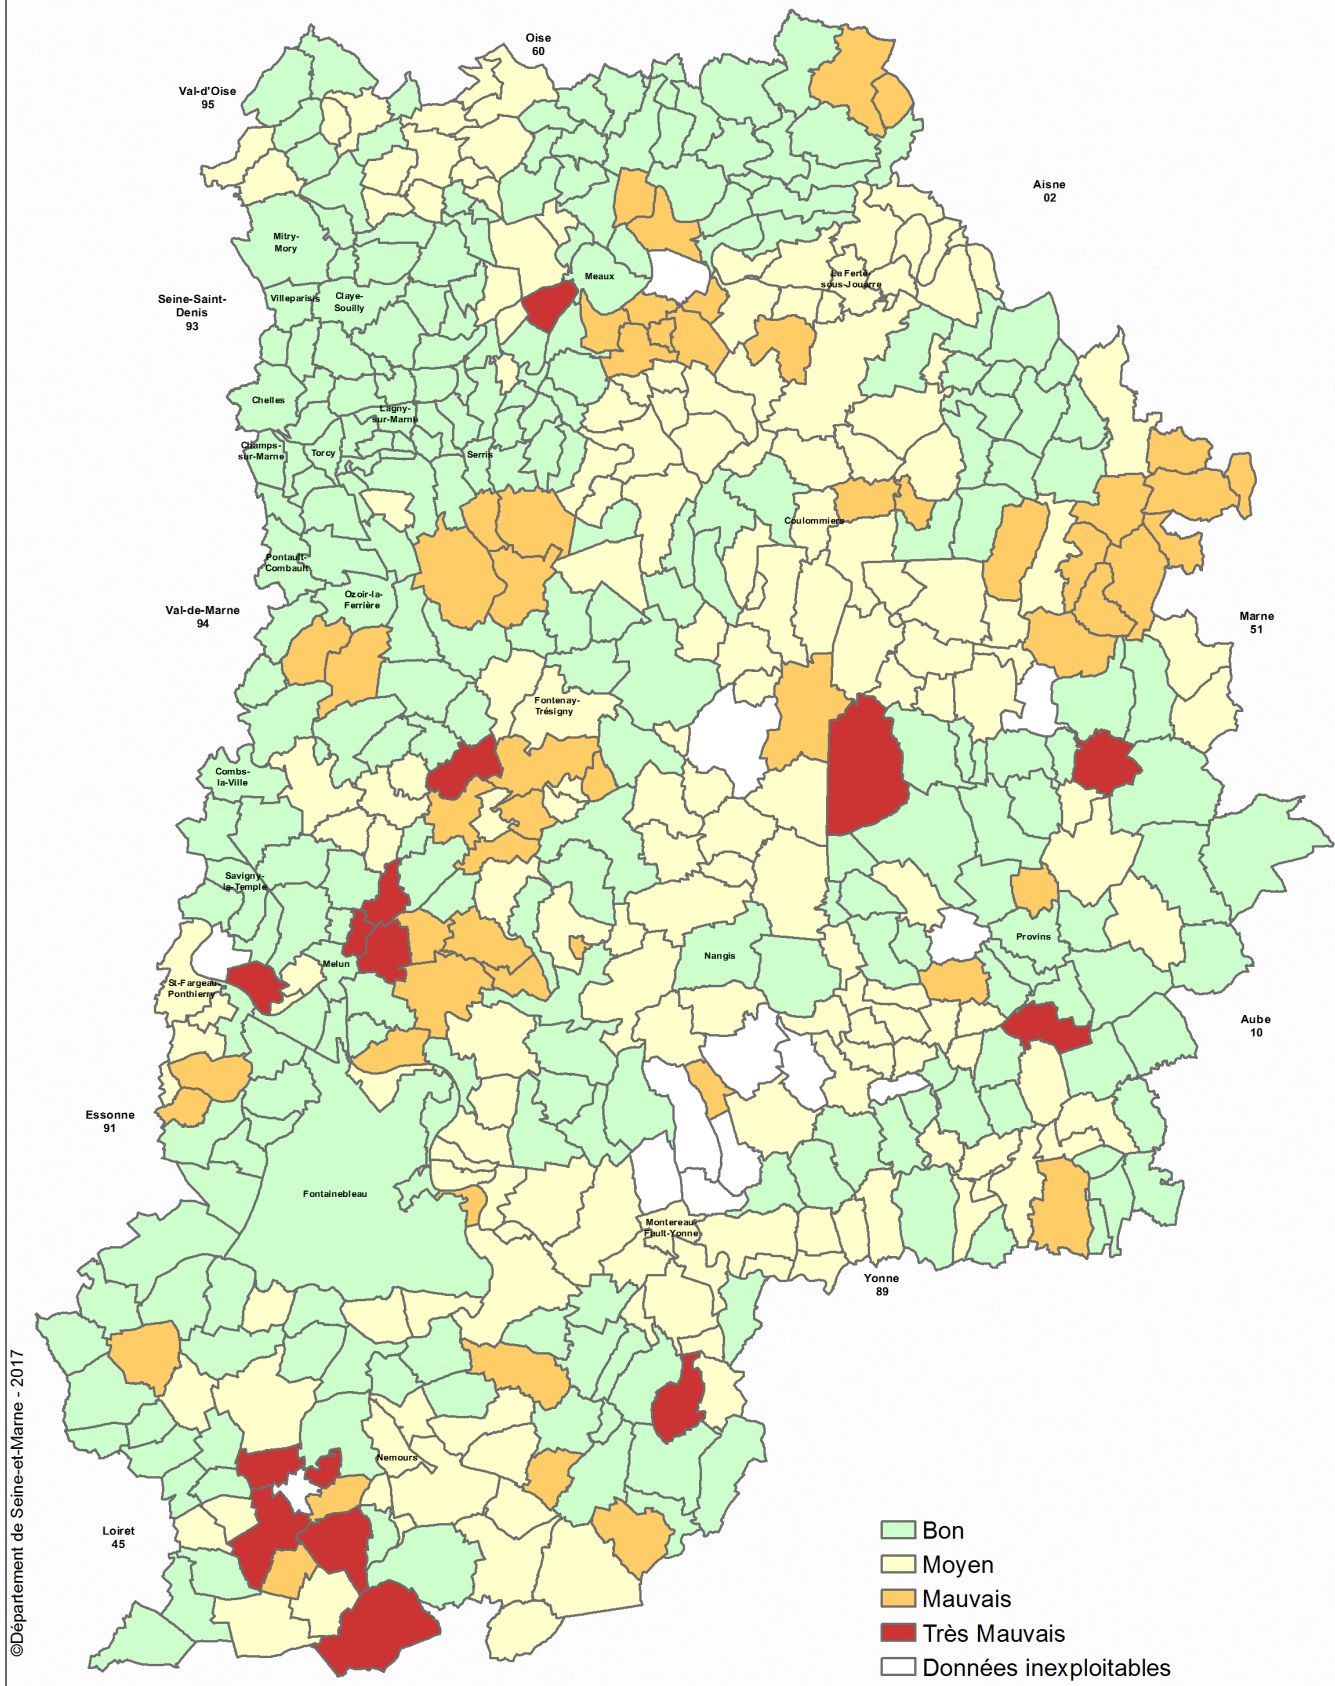 Oise
60
Val-d'Oise
95
Aisne
02
Mitry-
Mory
Meaux
La Ferté-
sous-Jouarre
Seine-Saint-
Denis
93
Villeparisis
Claye-
Souilly
Chelles
Lagny-
sur-Marne
Champs-
sur-Marne
Torcy
Serris
Coulommiers
Pontault-
Combault
Ozoir-la-
Ferrière
Val-de-Marne
94
Marne
51
Fontenay-
Trésigny
Combs-
la-Ville
Savigny-
le-Temple
Provins
Nangis
Melun
St-Fargeau-
Ponthierry
Aube
10
Essonne
91
Fontainebleau
Montereau-
Fault-Yonne
Yonne
89
Nemours
Loiret
45
©Département de Seine-et-Marne - 2017
Bon
Moyen
Mauvais
Très Mauvais
Données inexploitables